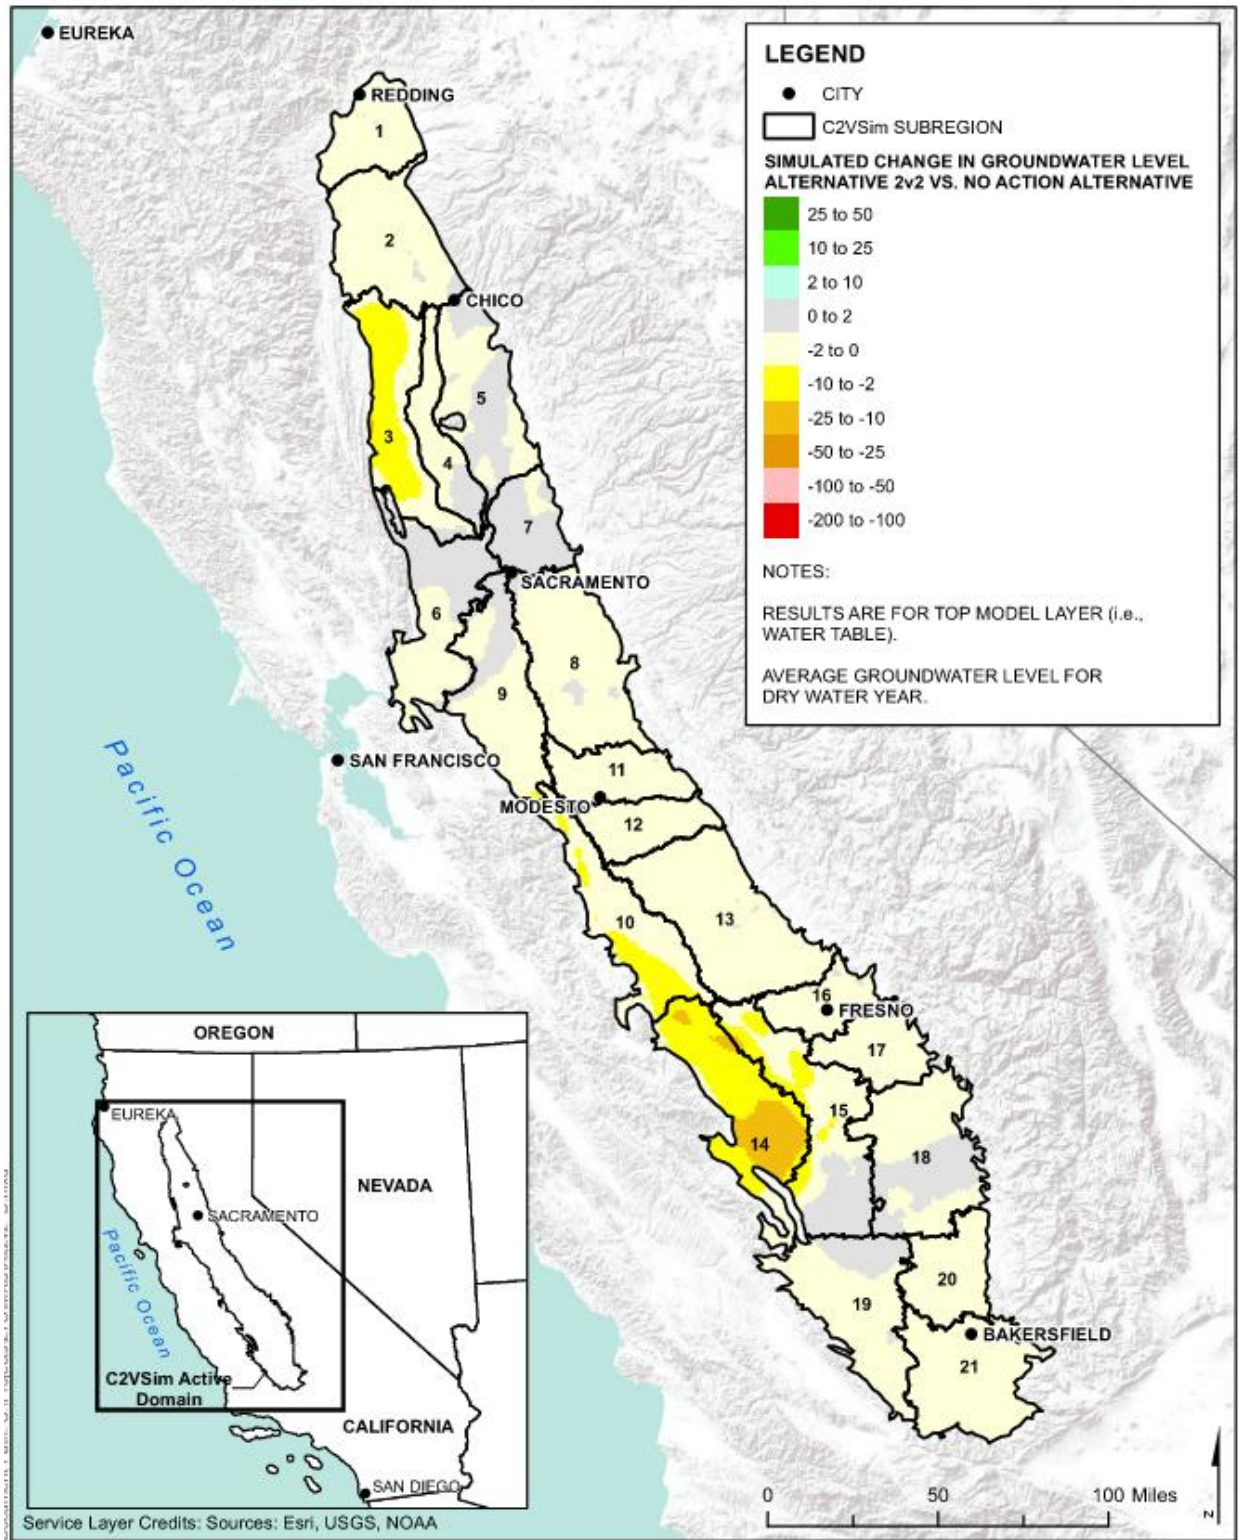 EUREKA
REDDING
1
2
CHICO
3
4
5
7
SACRAMENTO
6
8
9
SAN FRANCISCO
11
MODESTO
12
10
13
16
FRESNO
17
15
14
18
19
20
BAKERSFIELD
21
Pacific Ocean
LEGEND
CITY
C2VSim SUBREGION
SIMULATED CHANGE IN GROUNDWATER LEVEL
ALTERNATIVE 2v2 VS. NO ACTION ALTERNATIVE
25 to 50
10 to 25
2 to 10
0 to 2
-2 to 0
-10 to -2
-25 to -10
-50 to -25
-100 to -50
-200 to -100
NOTES:
RESULTS ARE FOR TOP MODEL LAYER (i.e.,
WATER TABLE).
AVERAGE GROUNDWATER LEVEL FOR
DRY WATER YEAR.
OREGON
EUREKA
NEVADA
SACRAMENTO
Pacific Ocean
C2VSim Active
Domain
CALIFORNIA
SAN DIEGO
0 50 100 Miles
N
Service Layer Credits: Sources: Esri, USGS, NOAA